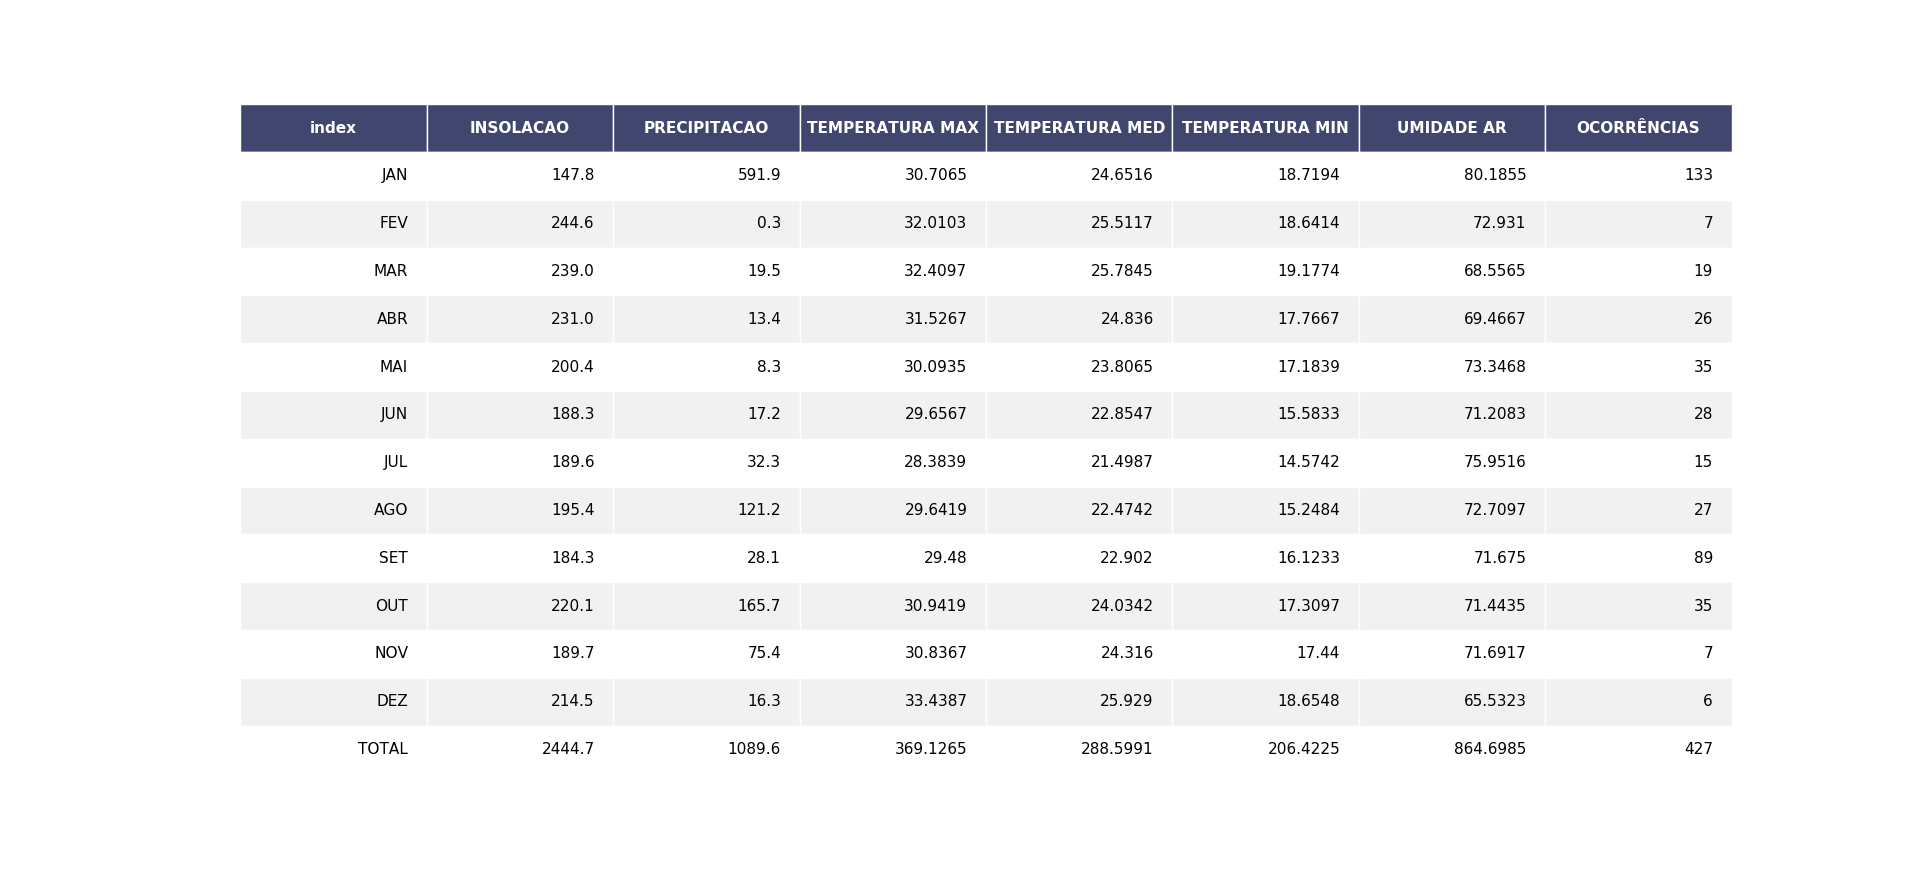 index INSOLACAO PRECIPITACAO TEMPERATURA MAX TEMPERATURA MED TEMPERATURA MIN UMIDADE AR OCORRÊNCIAS
JAN 147.8 591.9 30.7065 24.6516 18.7194 80.1855 133
FEV 244.6 0.3 32.0103 25.5117 18.6414 72.931 7
MAR 239.0 19.5 32.4097 25.7845 19.1774 68.5565 19
ABR 231.0 13.4 31.5267 24.836 17.7667 69.4667 26
MAI 200.4 8.3 30.0935 23.8065 17.1839 73.3468 35
JUN 188.3 17.2 29.6567 22.8547 15.5833 71.2083 28
JUL 189.6 32.3 28.3839 21.4987 14.5742 75.9516 15
AGO 195.4 121.2 29.6419 22.4742 15.2484 72.7097 27
SET 184.3 28.1 29.48 22.902 16.1233 71.675 89
OUT 220.1 165.7 30.9419 24.0342 17.3097 71.4435 35
NOV 189.7 75.4 30.8367 24.316 17.44 71.6917 7
DEZ 214.5 16.3 33.4387 25.929 18.6548 65.5323 6
TOTAL 2444.7 1089.6 369.1265 288.5991 206.4225 864.6985 427